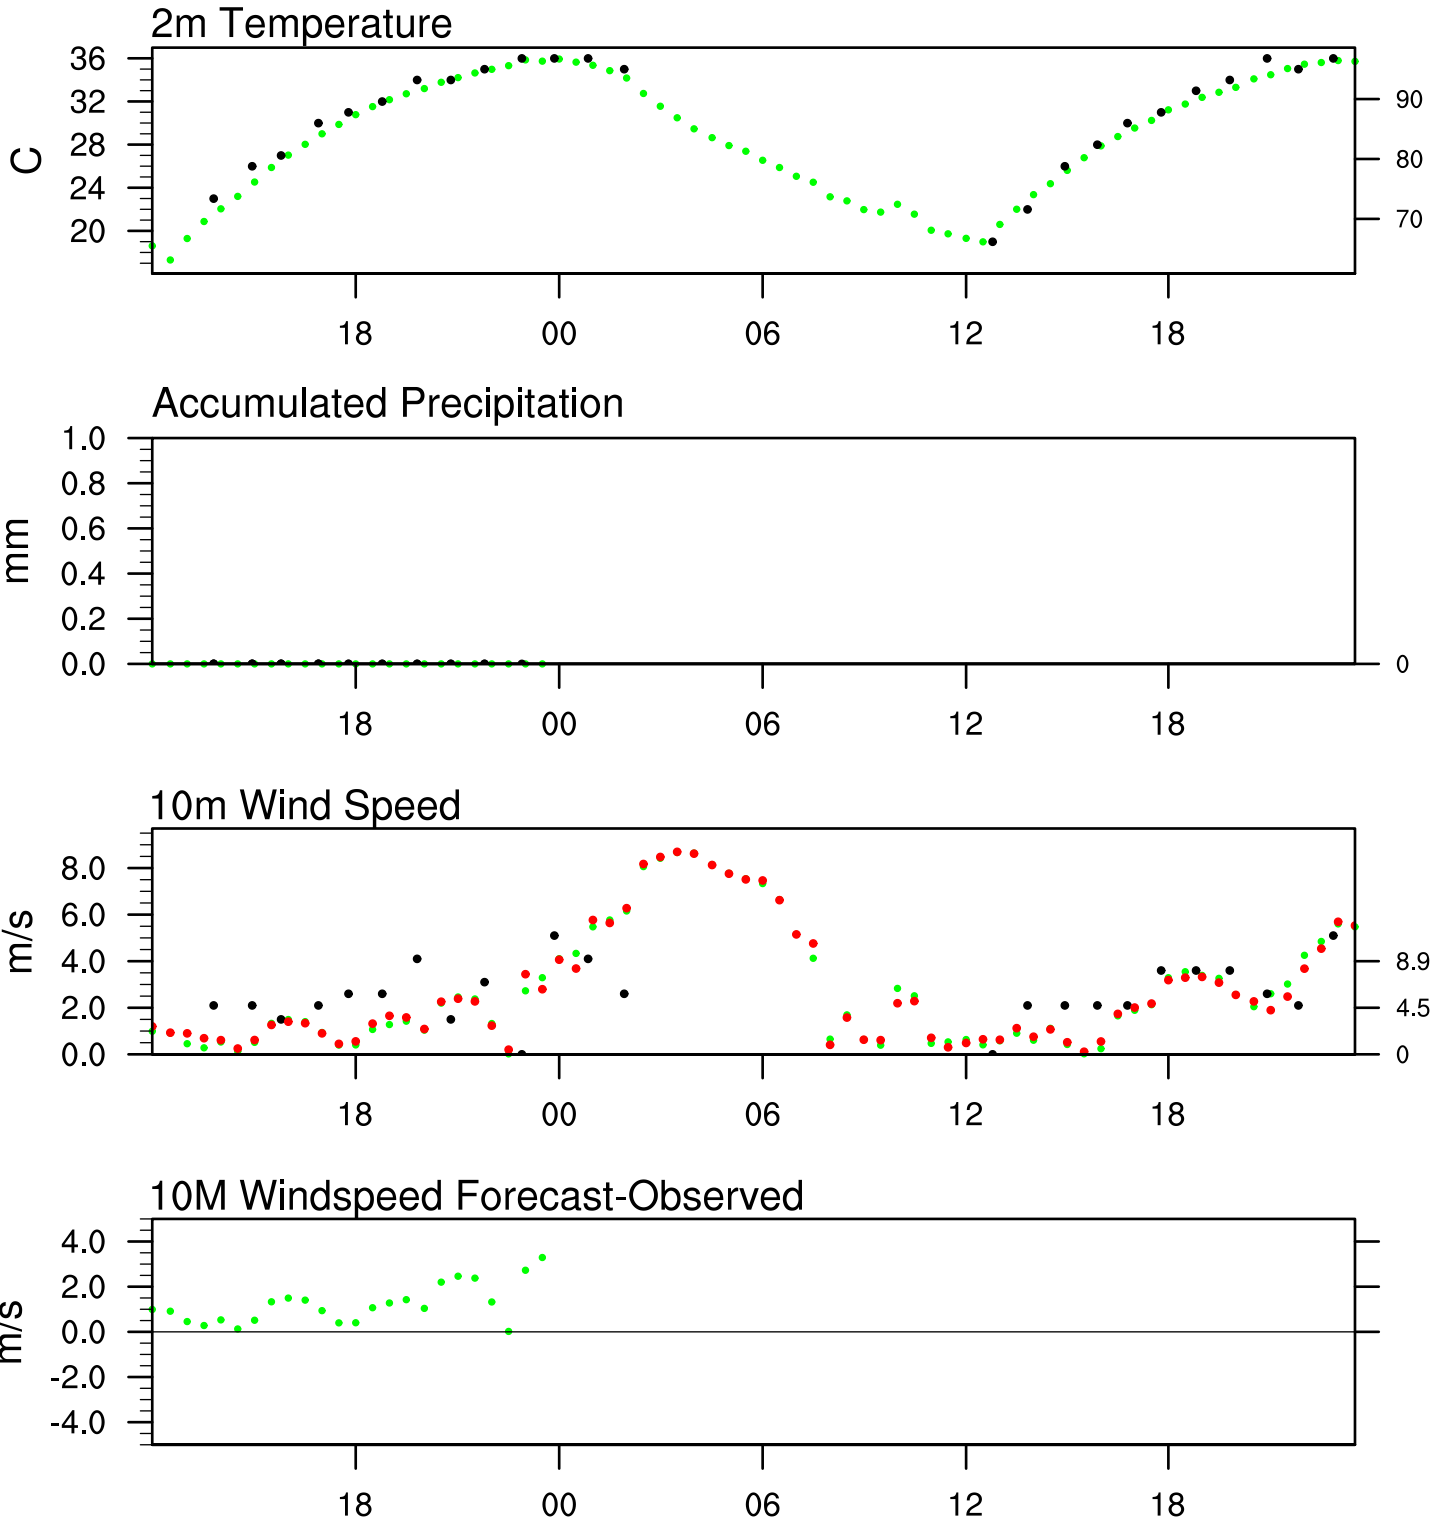 2m Temperature
36
32
28
24
20
C
90
80
70
18 00 06 12 18
Accumulated Precipitation
1.0
0.8
0.6
0.4
0.2
0.0
mm
0
18 00 06 12 18
10m Wind Speed
8.0
6.0
4.0
2.0
0.0
m/s
8.9
4.5
0
18 00 06 12 18
10M Windspeed Forecast-Observed
4.0
2.0
0.0
-2.0
-4.0
m/s
18 00 06 12 18